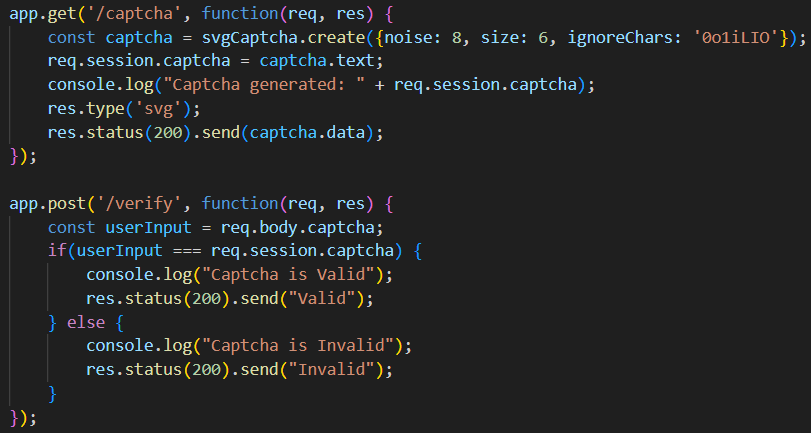 app.get('/captcha', function(req, res) {
    const captcha = svgCaptcha.create({noise: 8, size: 6, ignoreChars: '0o1iLIO'});
    req.session.captcha = captcha.text;
    console.log("Captcha generated: " + req.session.captcha);
    res.type('svg');
    res.status(200).send(captcha.data);
});

app.post('/verify', function(req, res) {
    const userInput = req.body.captcha;
    if(userInput === req.session.captcha) {
        console.log("Captcha is Valid");
        res.status(200).send("Valid");
    } else {
        console.log("Captcha is Invalid");
        res.status(200).send("Invalid");
    }
});